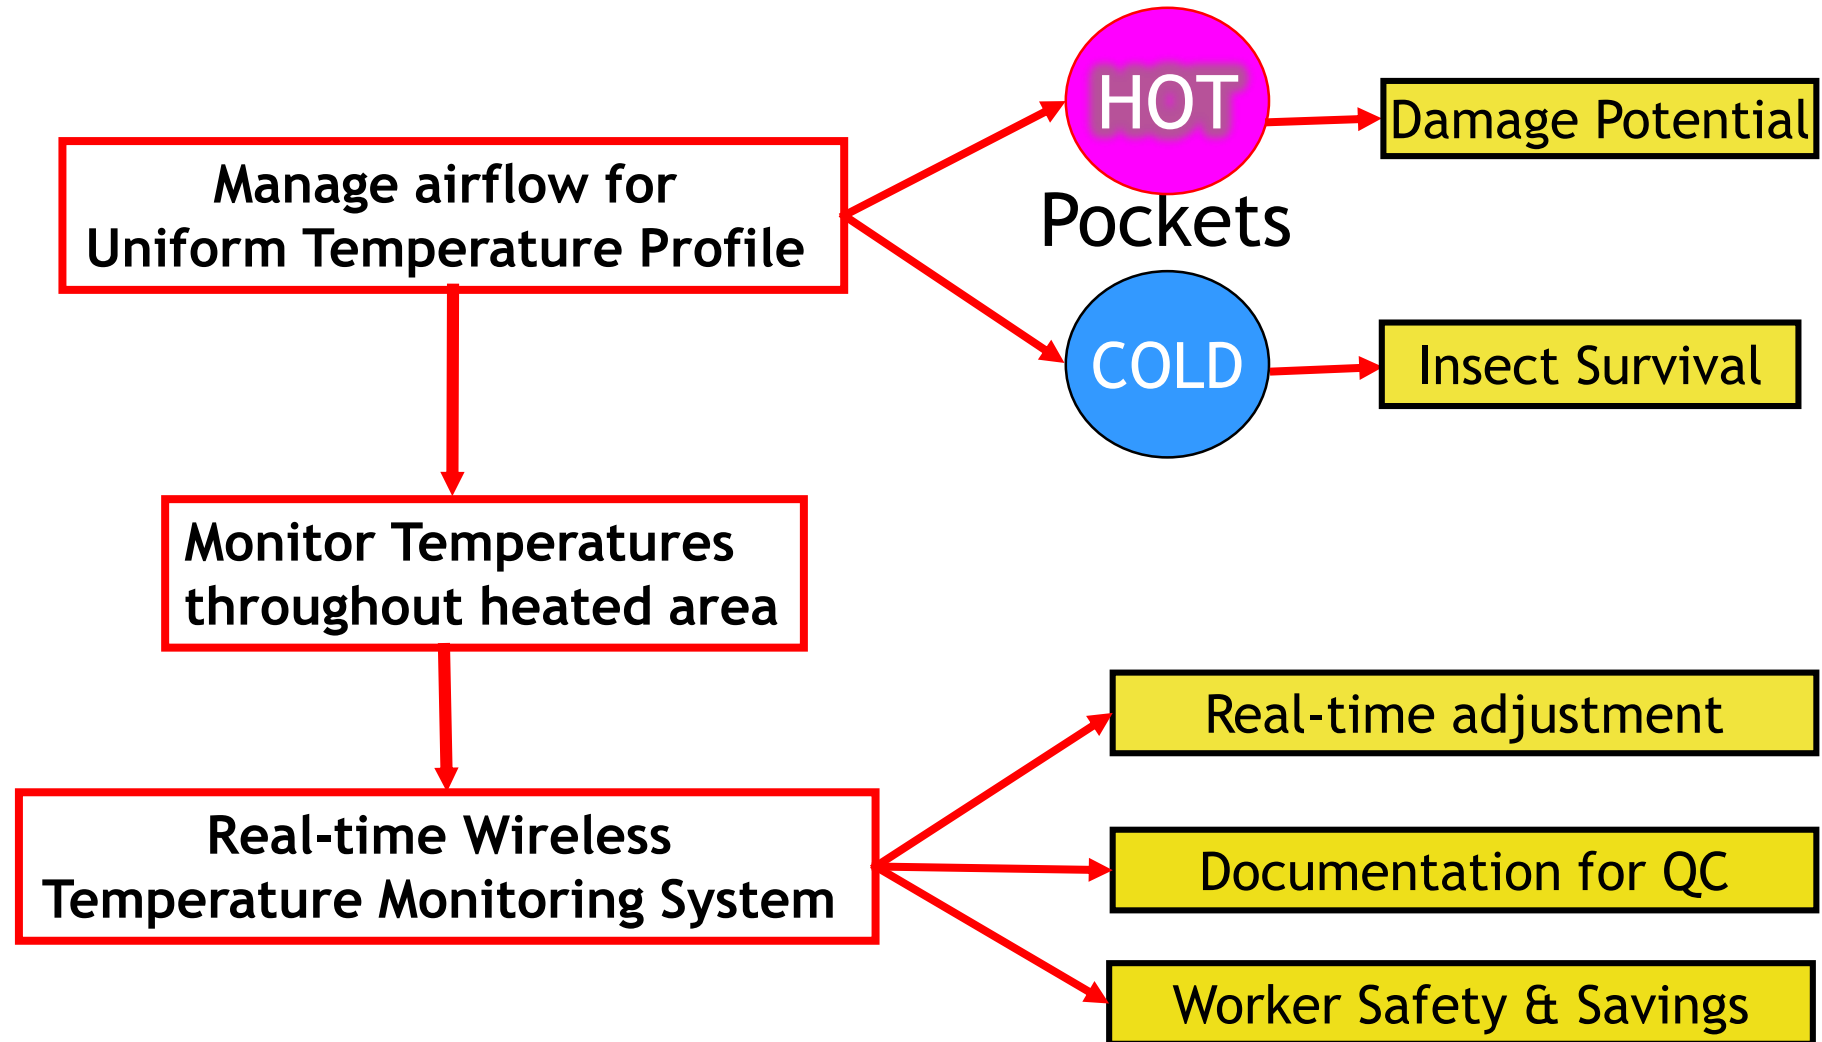 Manage airflow for
Uniform Temperature Profile
HOT
Pockets
COLD
Damage Potential
Insect Survival
Monitor Temperatures
throughout heated area
Real-time Wireless
Temperature Monitoring System
Real-time adjustment
Documentation for QC
Worker Safety & Savings